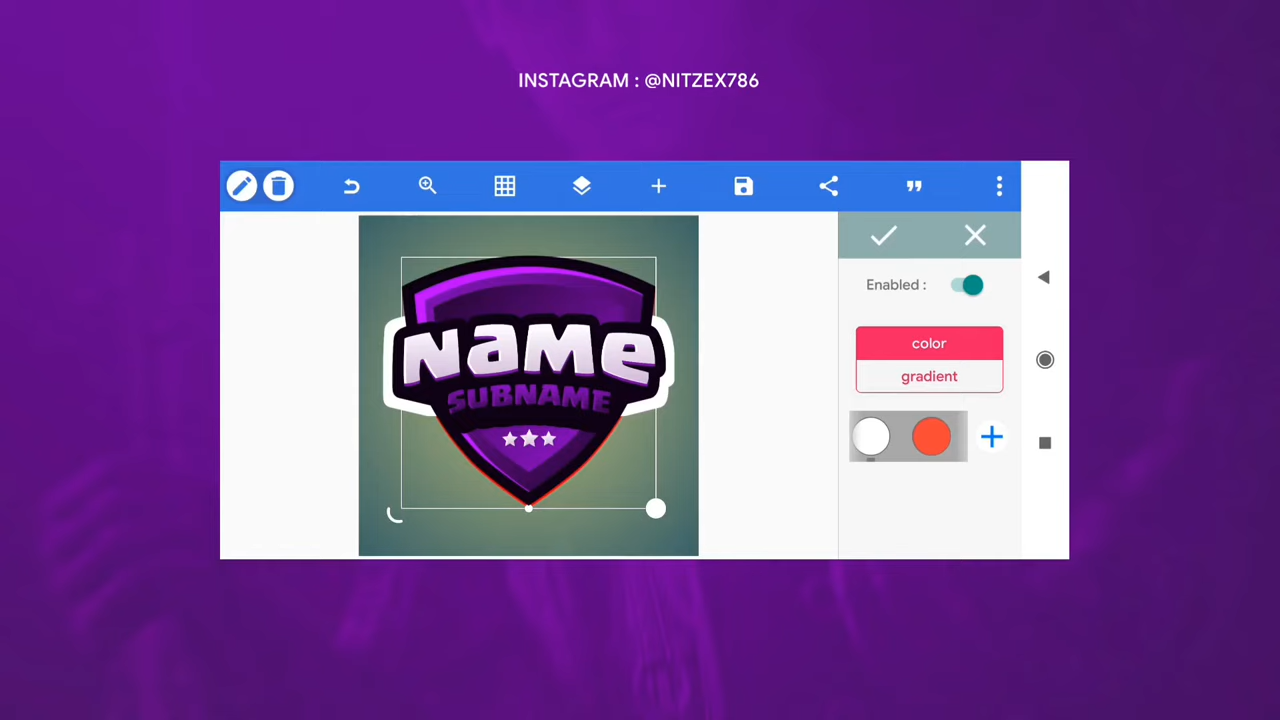 INSTAGRAM : @NITZEX786
Enabled :
color
gradient
NaMe
SUBNAME